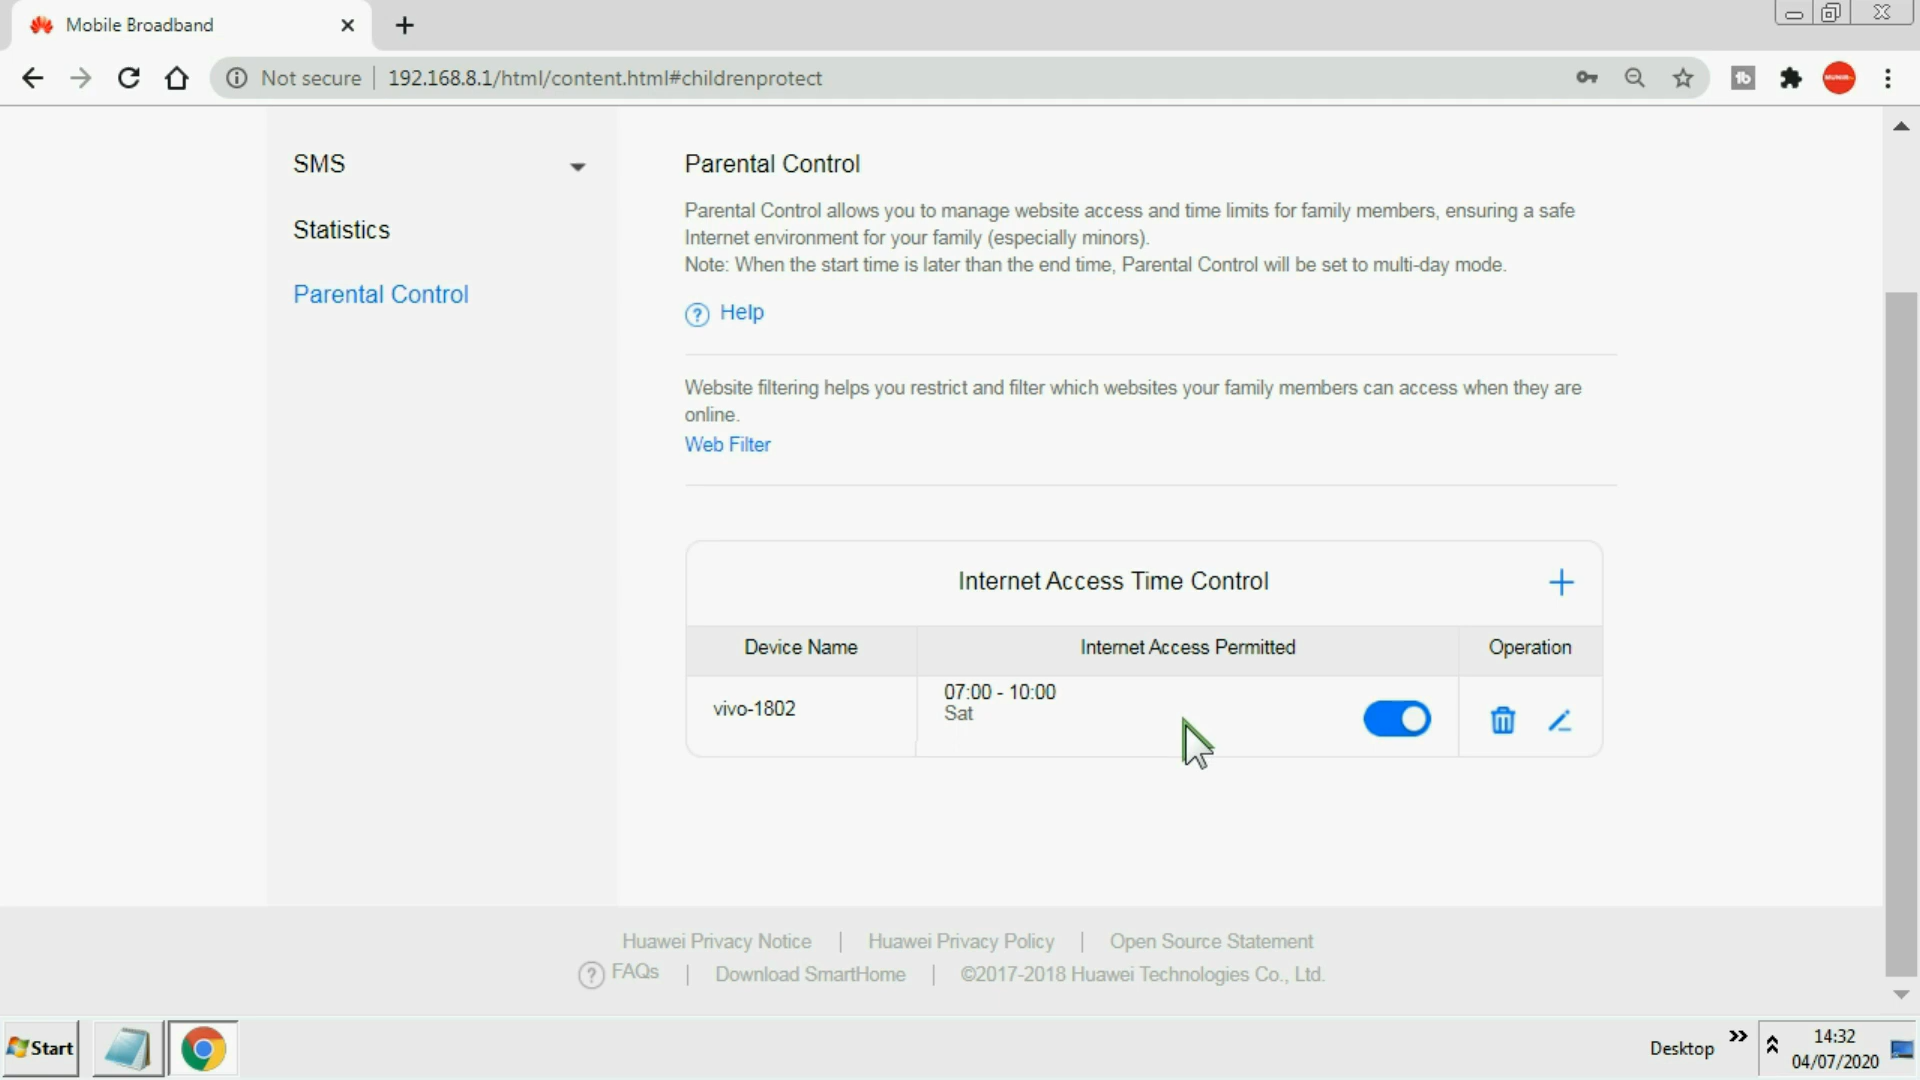 Mobile Broadband
Not secure
192.168.8.1/html/content.html#childrenprotect
SMS
Statistics
Parental Control
Parental Control
Parental Control allows you to manage website access and time limits for family members, ensuring a safe
Internet environment for your family (especially minors).
Note: When the start time is later than the end time, Parental Control will be set to multi-day mode.
? Help
Website filtering helps you restrict and filter which websites your family members can access when they are
online.
Web Filter
Internet Access Time Control
Device Name
Internet Access Permitted
Operation
vivo-1802
07:00 - 10:00
Sat
Huawei Privacy Notice | Huawei Privacy Policy | Open Source Statement
? FAQs | Download SmartHome | ©2017-2018 Huawei Technologies Co., Ltd.
Start
Desktop
14:32
04/07/2020